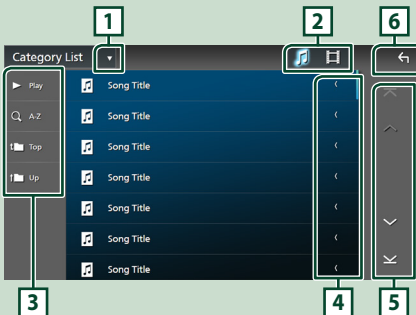 1
2
6
Category List
Play
Song Title
A-Z
Song Title
Top
Song Title
Up
Song Title
Song Title
Song Title
Song Title
3
4
5